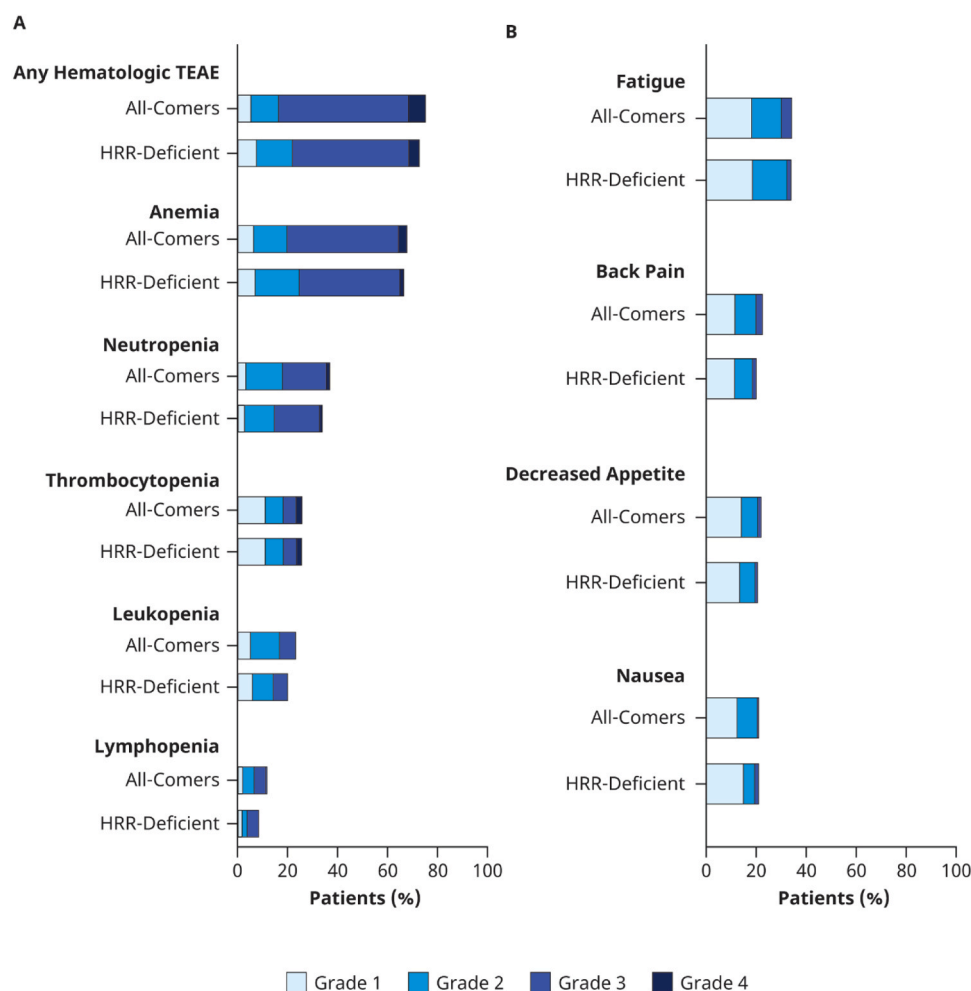 A
Any Hematologic TEAE
All-Comers
HRR-Deficient
Anemia
All-Comers
HRR-Deficient
Neutropenia
All-Comers
HRR-Deficient
Thrombocytopenia
All-Comers
HRR-Deficient
Leukopenia
All-Comers
HRR-Deficient
Lymphopenia
All-Comers
HRR-Deficient
0 20 40 60 80 100
Patients (%)
B
Fatigue
All-Comers
HRR-Deficient
Back Pain
All-Comers
HRR-Deficient
Decreased Appetite
All-Comers
HRR-Deficient
Nausea
All-Comers
HRR-Deficient
0 20 40 60 80 100
Patients (%)
Grade 1 Grade 2 Grade 3 Grade 4